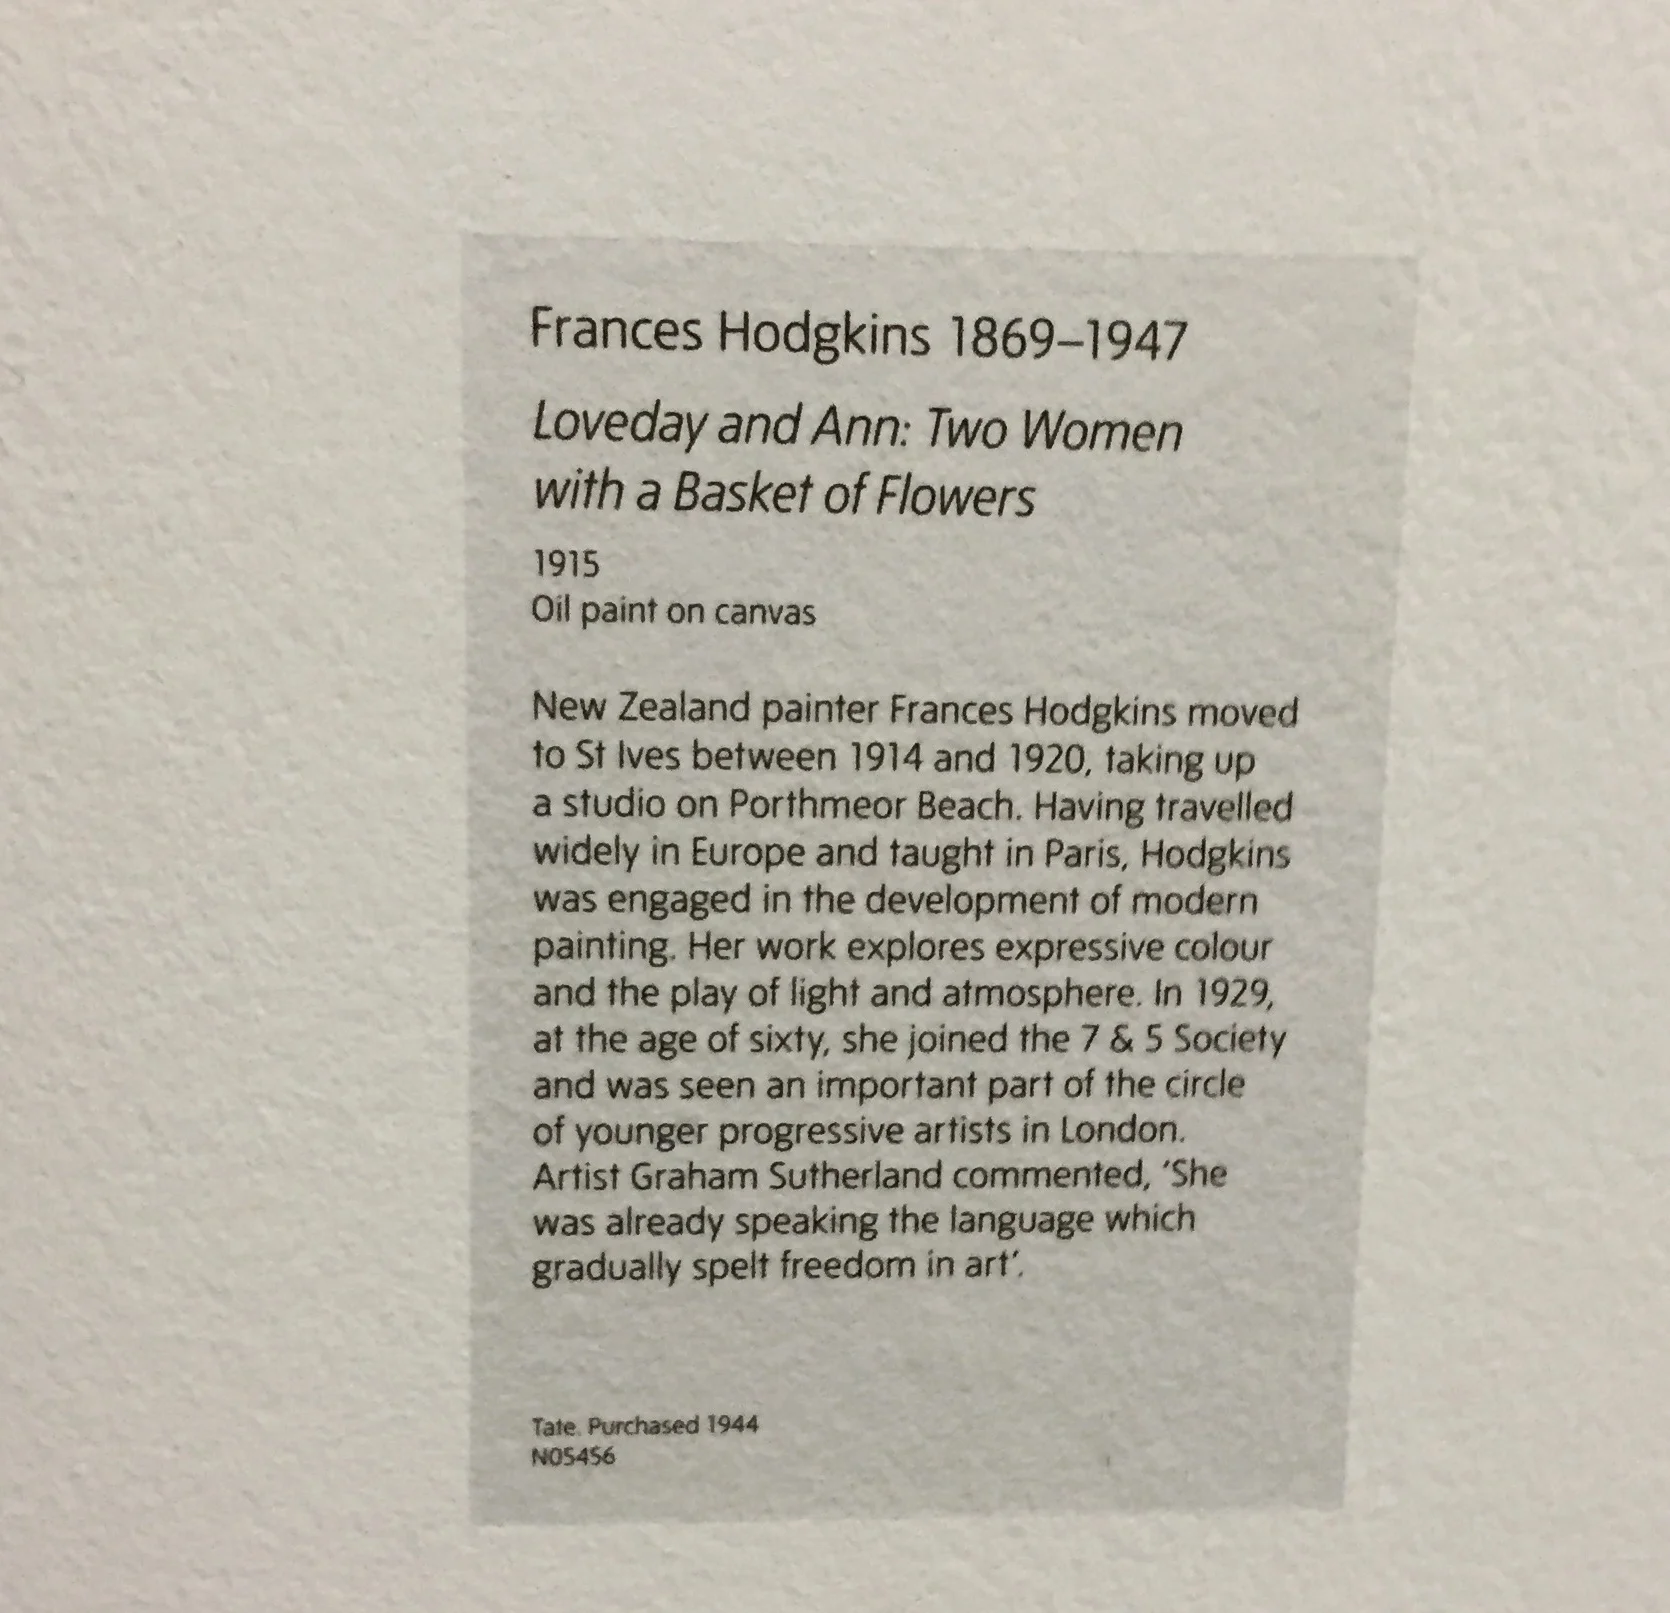 Frances Hodgkins 1869–1947
Loveday and Ann: Two Women
with a Basket of Flowers
1915
Oil paint on canvas
New Zealand painter Frances Hodgkins moved
to St Ives between 1914 and 1920, taking up
a studio on Porthmeor Beach. Having travelled
widely in Europe and taught in Paris, Hodgkins
was engaged in the development of modern
painting. Her work explores expressive colour
and the play of light and atmosphere. In 1929,
at the age of sixty, she joined the 7 & 5 Society
and was seen an important part of the circle
of younger progressive artists in London.
Artist Graham Sutherland commented, ‘She
was already speaking the language which
gradually spelt freedom in art’.
Tate. Purchased 1944
N05456